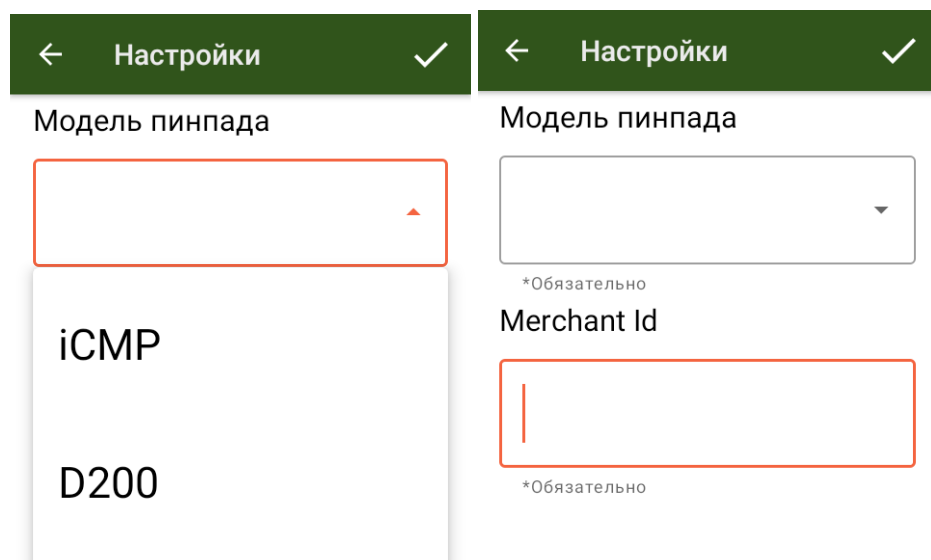 Настройки
Модель пинпада
iCMP
D200
Настройки
Модель пинпада
*Обязательно
Merchant Id
*Обязательно